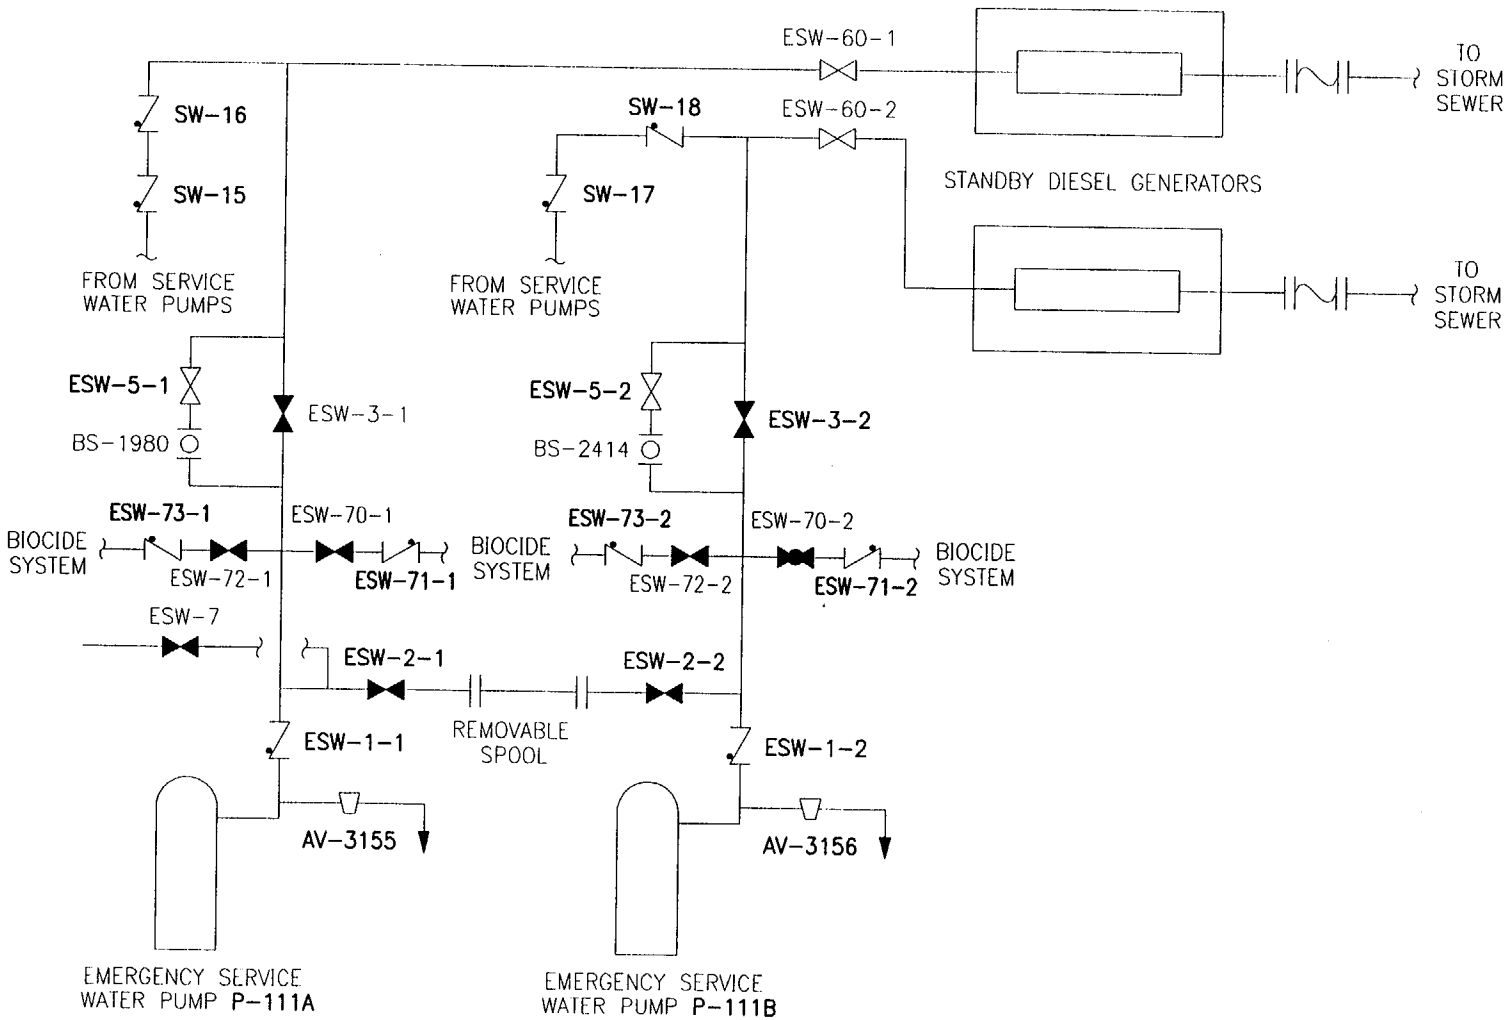 ESW-60-1
TO
STORM
SEWER
SW-16
SW-18
ESW-60-2
SW-15
SW-17
STANDBY DIESEL GENERATORS
FROM SERVICE
WATER PUMPS
FROM SERVICE
WATER PUMPS
TO
STORM
SEWER
ESW-5-1
ESW-3-1
BS-1980
ESW-5-2
ESW-3-2
BS-2414
ESW-73-1
ESW-70-1
BIOCIDE
SYSTEM
ESW-72-1
ESW-71-1
BIOCIDE
SYSTEM
ESW-73-2
ESW-70-2
ESW-72-2
ESW-71-2
BIOCIDE
SYSTEM
ESW-7
ESW-2-1
ESW-2-2
REMOVABLE
SPOOL
ESW-1-1
ESW-1-2
AV-3155
AV-3156
EMERGENCY SERVICE
WATER PUMP P-111A
EMERGENCY SERVICE
WATER PUMP P-111B